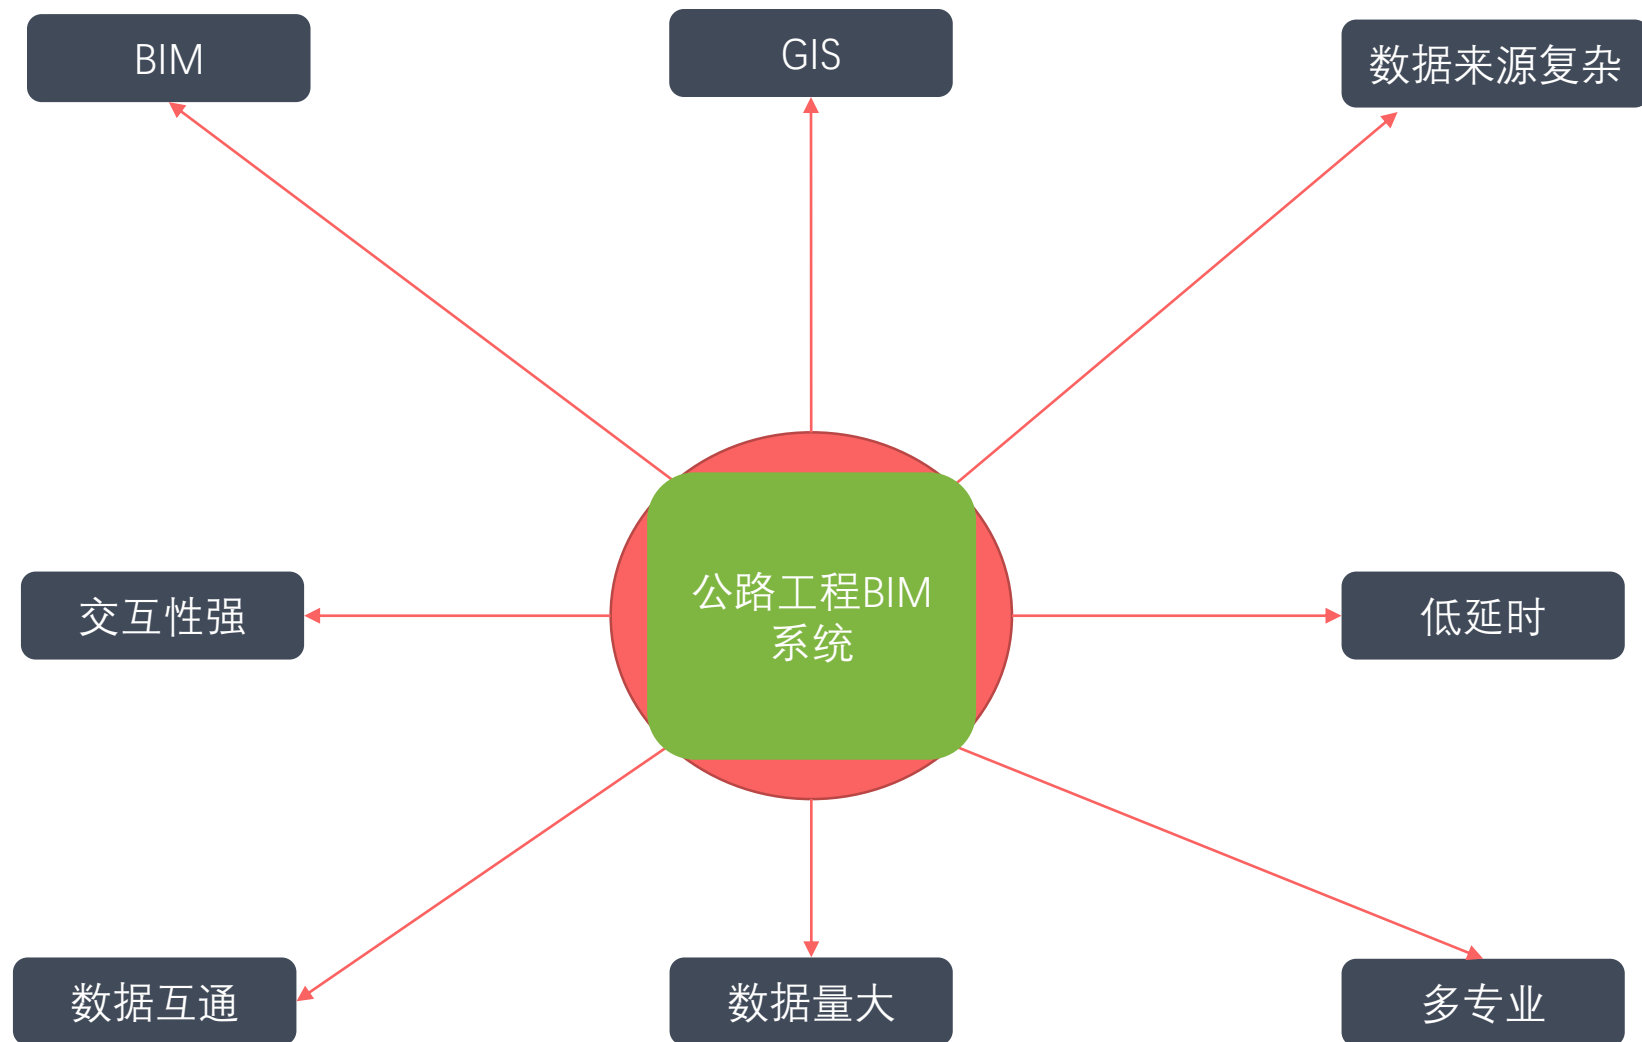 BIM
GIS
数据来源复杂
公路工程BIM
系统
交互性强
低延时
数据互通
数据量大
多专业